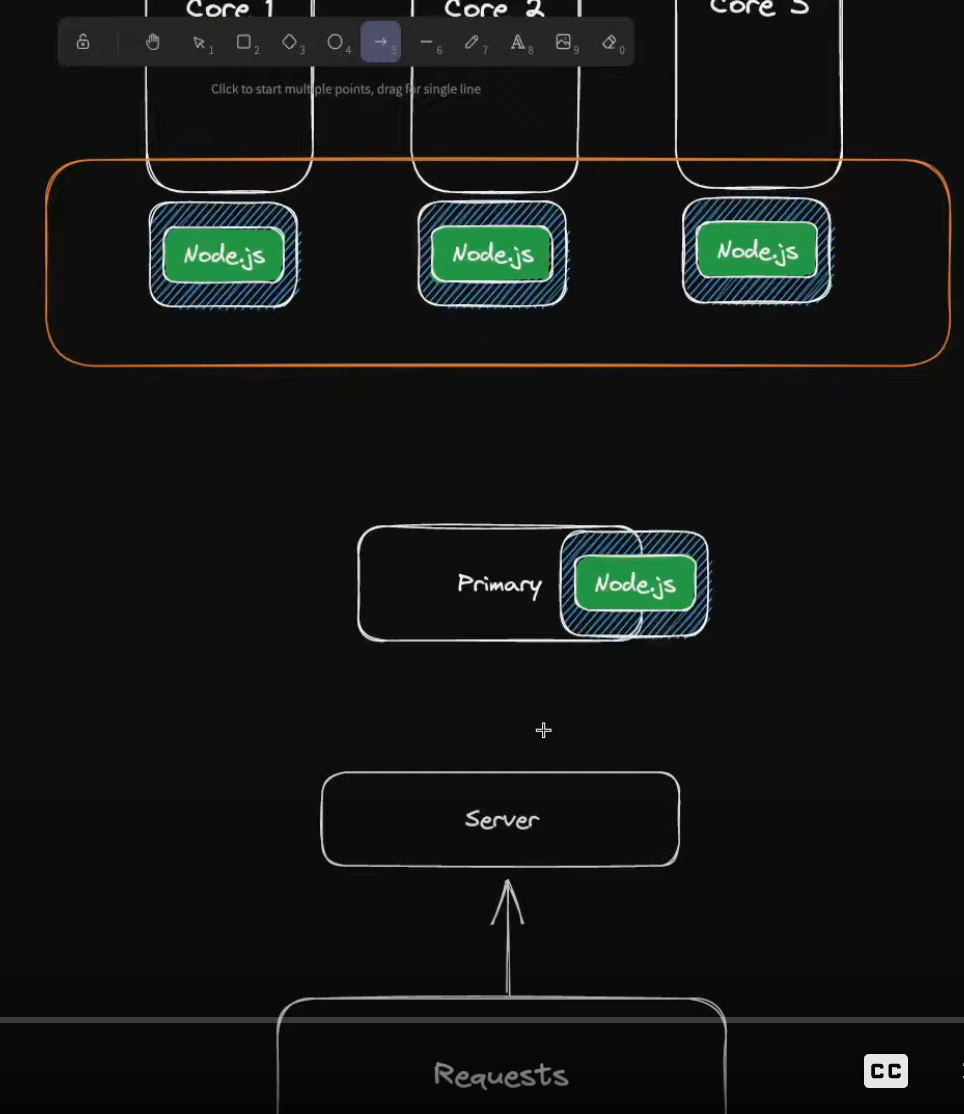 Core 1
Core 2
Core 3
1
2
3
4
5
6
7
A 8
9
0
Click to start multiple points, drag for single line
Node.js
Node.js
Node.js
Primary
Node.js
Server
Requests
CC